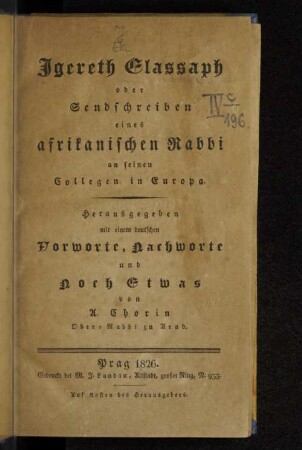 Igereth Elassaph
oder
Sendschreiben
eines
afrikanischen Rabbi
an seinen
Collegen in Europa.
IV c
196
Herausgegeben
mit einem deutschen
Vorworte, Nachworte
und
Noch Etwas
von
A. Chorin
Ober-Rabbi zu Arad.
Prag 1826.
Gedruckt bei M. J. Landau, Altstadt, großer Ring, N. 933.
Auf Kosten des Herausgebers.